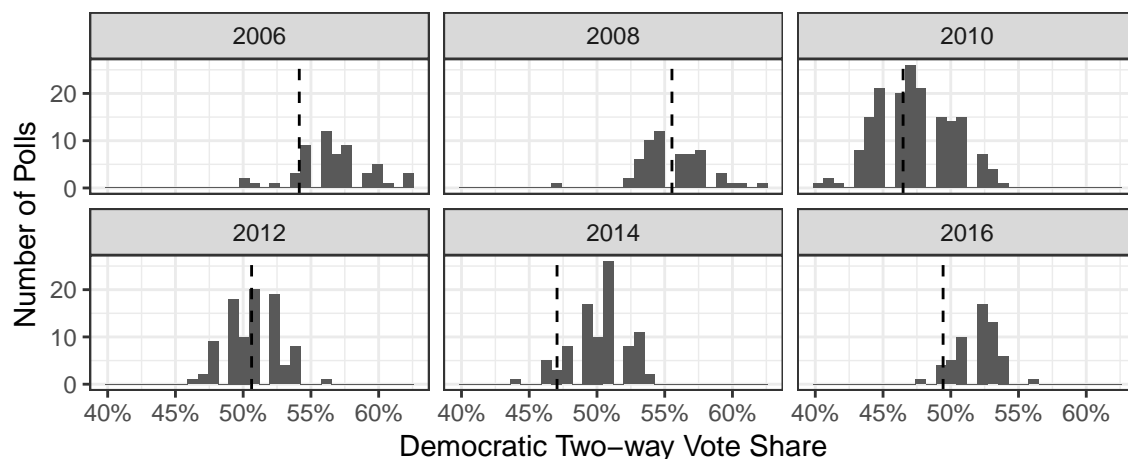 2006 2008 2010
20
10
0
2012 2014 2016
20
10
0
40% 45% 50% 55% 60% 40% 45% 50% 55% 60% 40% 45% 50% 55% 60%
Democratic Two−way Vote Share
Number of Polls